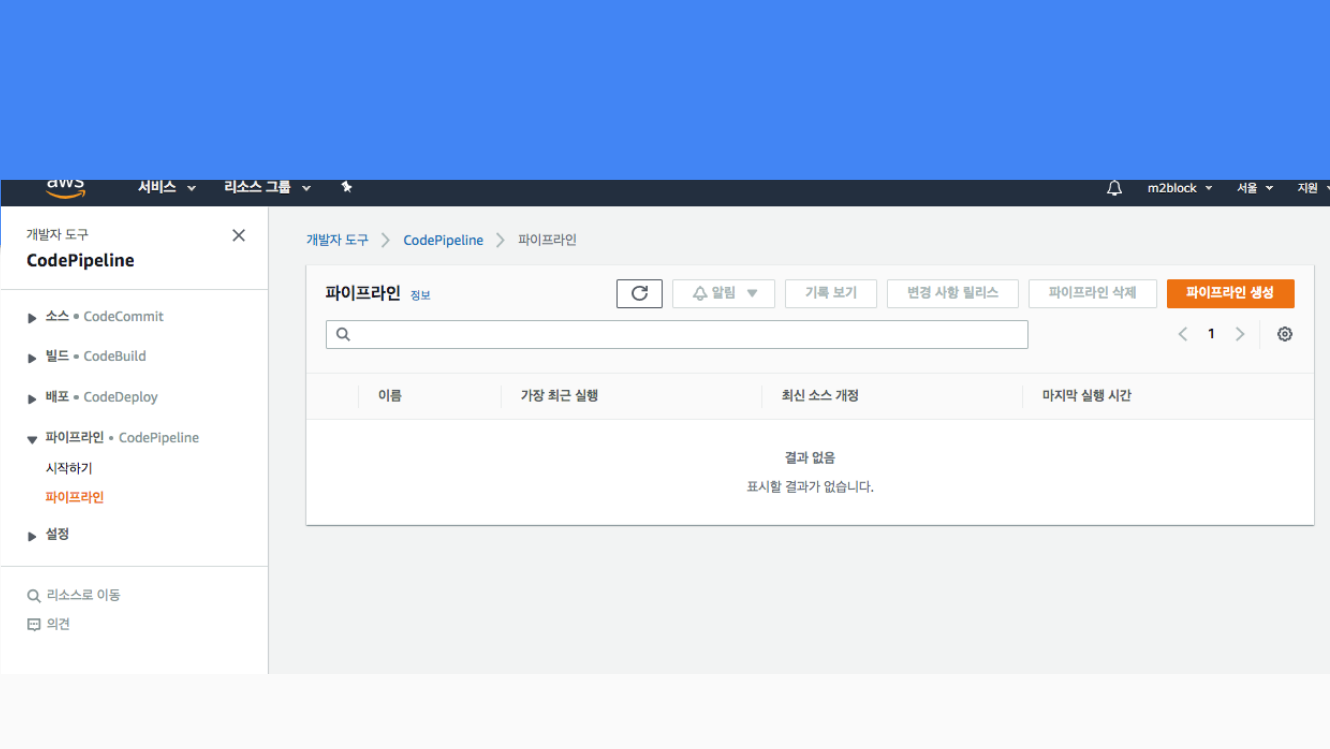 aws 서비스 리소스 그룹 m2block 서울 지원
개발자 도구
CodePipeline
소스 • CodeCommit
빌드 • CodeBuild
배포 • CodeDeploy
파이프라인 • CodePipeline
시작하기
파이프라인
설정
리소스로 이동
의견
개발자 도구 > CodePipeline > 파이프라인
파이프라인 정보 알림 기록 보기 변경 사항 릴리스 파이프라인 삭제 파이프라인 생성
1
이름 가장 최근 실행 최신 소스 개정 마지막 실행 시간
결과 없음
표시할 결과가 없습니다.